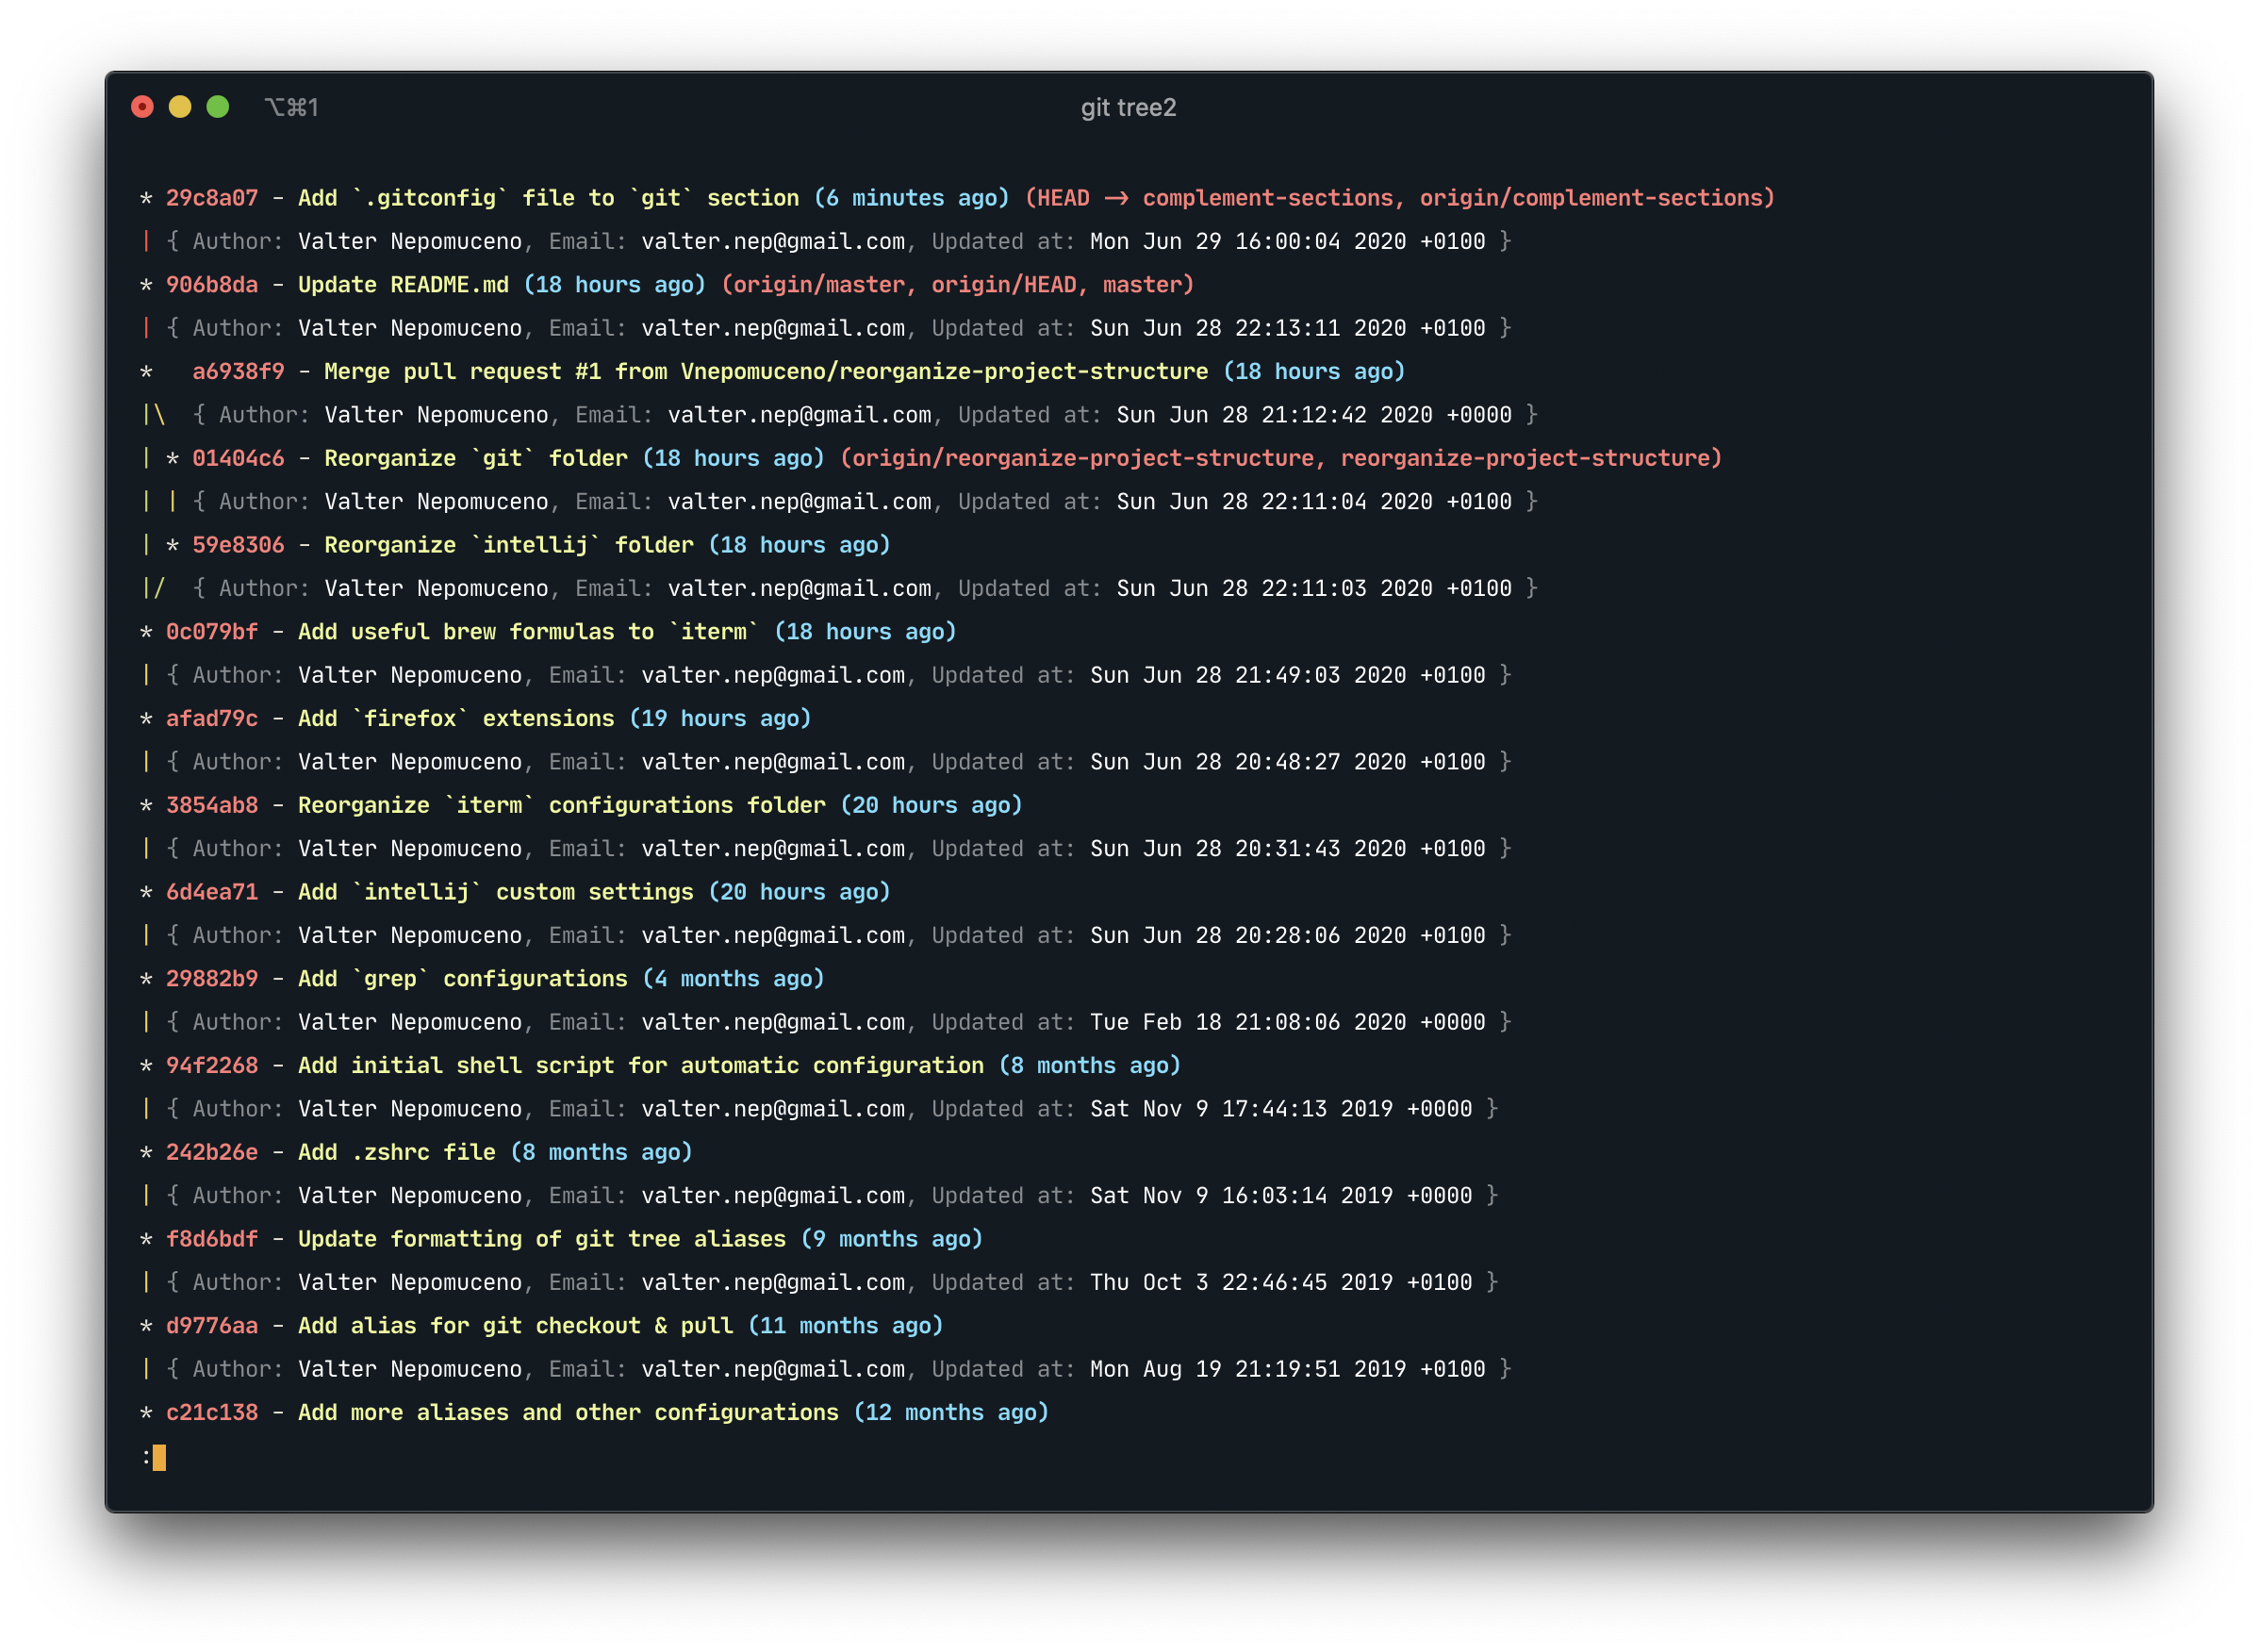 ⌥⌘1 git tree2
* 29c8a07 - Add `.gitconfig` file to `git` section (6 minutes ago) (HEAD -> complement-sections, origin/complement-sections)
| { Author: Valter Nepomuceno, Email: valter.nep@gmail.com, Updated at: Mon Jun 29 16:00:04 2020 +0100 }
* 906b8da - Update README.md (18 hours ago) (origin/master, origin/HEAD, master)
| { Author: Valter Nepomuceno, Email: valter.nep@gmail.com, Updated at: Sun Jun 28 22:13:11 2020 +0100 }
*   a6938f9 - Merge pull request #1 from Vnepomuceno/reorganize-project-structure (18 hours ago)
|\  { Author: Valter Nepomuceno, Email: valter.nep@gmail.com, Updated at: Sun Jun 28 21:12:42 2020 +0000 }
| * 01404c6 - Reorganize `git` folder (18 hours ago) (origin/reorganize-project-structure, reorganize-project-structure)
| | { Author: Valter Nepomuceno, Email: valter.nep@gmail.com, Updated at: Sun Jun 28 22:11:04 2020 +0100 }
| * 59e8306 - Reorganize `intellij` folder (18 hours ago)
|/  { Author: Valter Nepomuceno, Email: valter.nep@gmail.com, Updated at: Sun Jun 28 22:11:03 2020 +0100 }
* 0c079bf - Add useful brew formulas to `iterm` (18 hours ago)
| { Author: Valter Nepomuceno, Email: valter.nep@gmail.com, Updated at: Sun Jun 28 21:49:03 2020 +0100 }
* afad79c - Add `firefox` extensions (19 hours ago)
| { Author: Valter Nepomuceno, Email: valter.nep@gmail.com, Updated at: Sun Jun 28 20:48:27 2020 +0100 }
* 3854ab8 - Reorganize `iterm` configurations folder (20 hours ago)
| { Author: Valter Nepomuceno, Email: valter.nep@gmail.com, Updated at: Sun Jun 28 20:31:43 2020 +0100 }
* 6d4ea71 - Add `intellij` custom settings (20 hours ago)
| { Author: Valter Nepomuceno, Email: valter.nep@gmail.com, Updated at: Sun Jun 28 20:28:06 2020 +0100 }
* 29882b9 - Add `grep` configurations (4 months ago)
| { Author: Valter Nepomuceno, Email: valter.nep@gmail.com, Updated at: Tue Feb 18 21:08:06 2020 +0000 }
* 94f2268 - Add initial shell script for automatic configuration (8 months ago)
| { Author: Valter Nepomuceno, Email: valter.nep@gmail.com, Updated at: Sat Nov 9 17:44:13 2019 +0000 }
* 242b26e - Add .zshrc file (8 months ago)
| { Author: Valter Nepomuceno, Email: valter.nep@gmail.com, Updated at: Sat Nov 9 16:03:14 2019 +0000 }
* f8d6bdf - Update formatting of git tree aliases (9 months ago)
| { Author: Valter Nepomuceno, Email: valter.nep@gmail.com, Updated at: Thu Oct 3 22:46:45 2019 +0100 }
* d9776aa - Add alias for git checkout & pull (11 months ago)
| { Author: Valter Nepomuceno, Email: valter.nep@gmail.com, Updated at: Mon Aug 19 21:19:51 2019 +0100 }
* c21c138 - Add more aliases and other configurations (12 months ago)
: